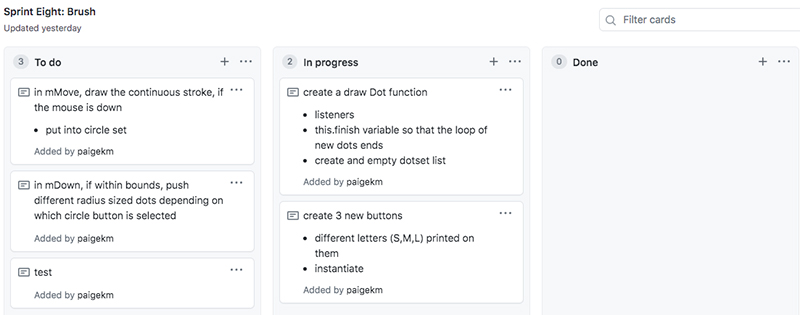 Sprint Eight: Brush
Updated yesterday
Filter cards
3 To do
in mMove, draw the continuous stroke, if
the mouse is down
• put into circle set
Added by paigekm
in mDown, if within bounds, push
different radius sized dots depending on
which circle button is selected
Added by paigekm
test
Added by paigekm
2 In progress
create a draw Dot function
• listeners
• this.finish variable so that the loop of
new dots ends
• create and empty dotset list
Added by paigekm
create 3 new buttons
• different letters (S,M,L) printed on
them
• instantiate
Added by paigekm
0 Done